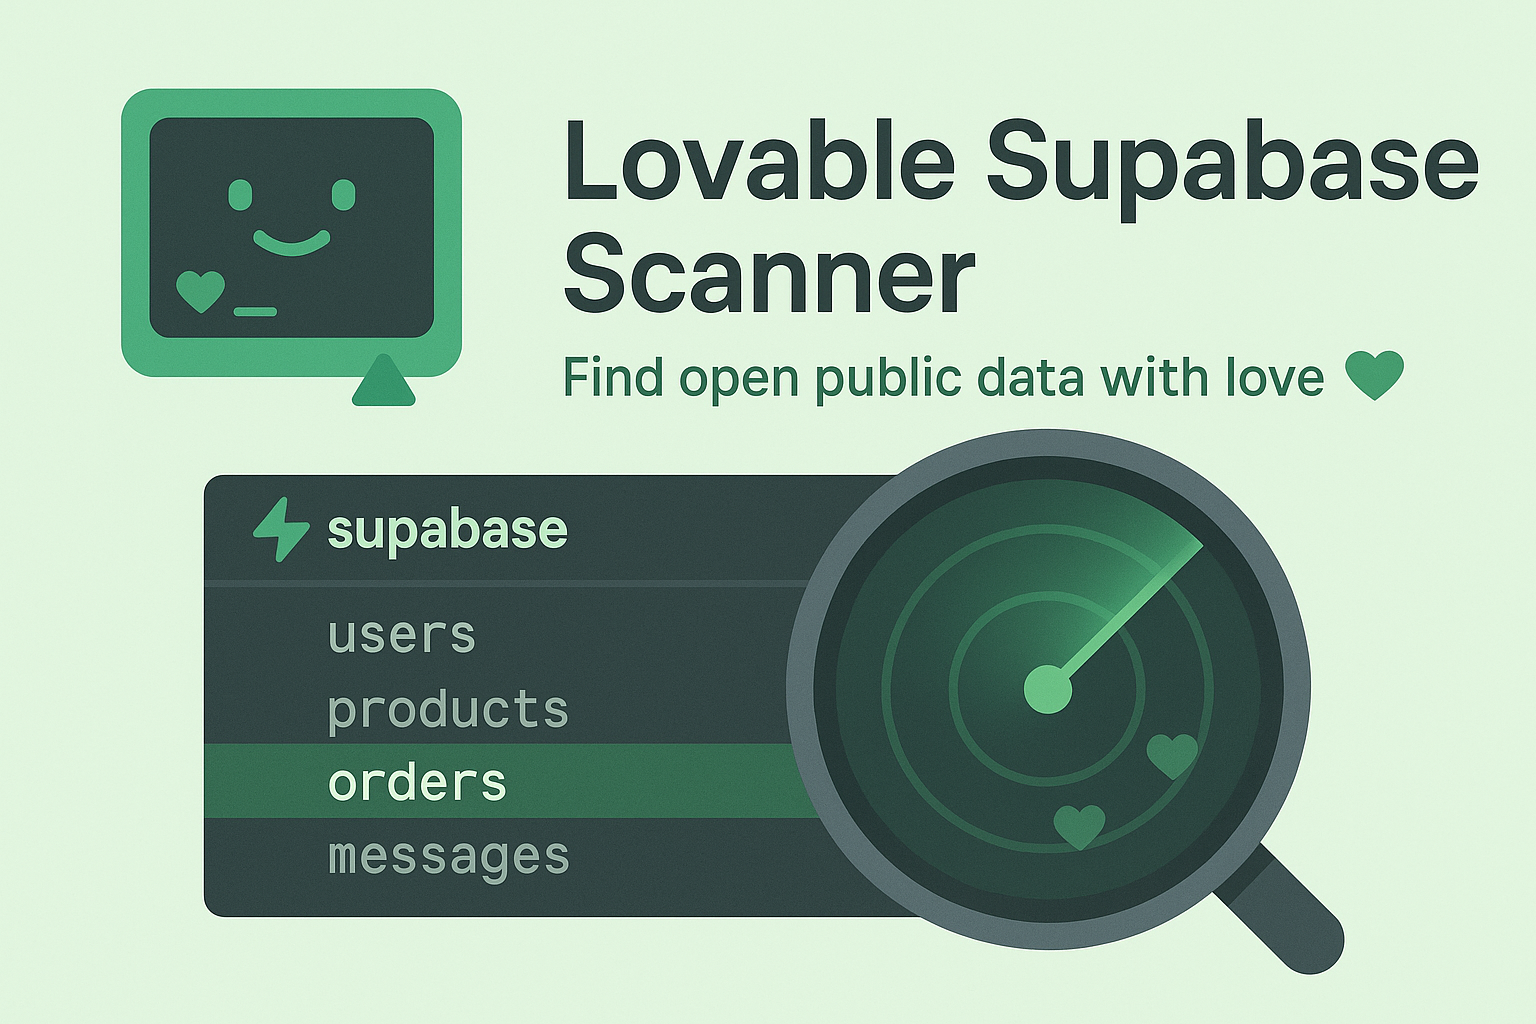 Lovable Supabase
Scanner
Find open public data with love
supabase
users
products
orders
messages